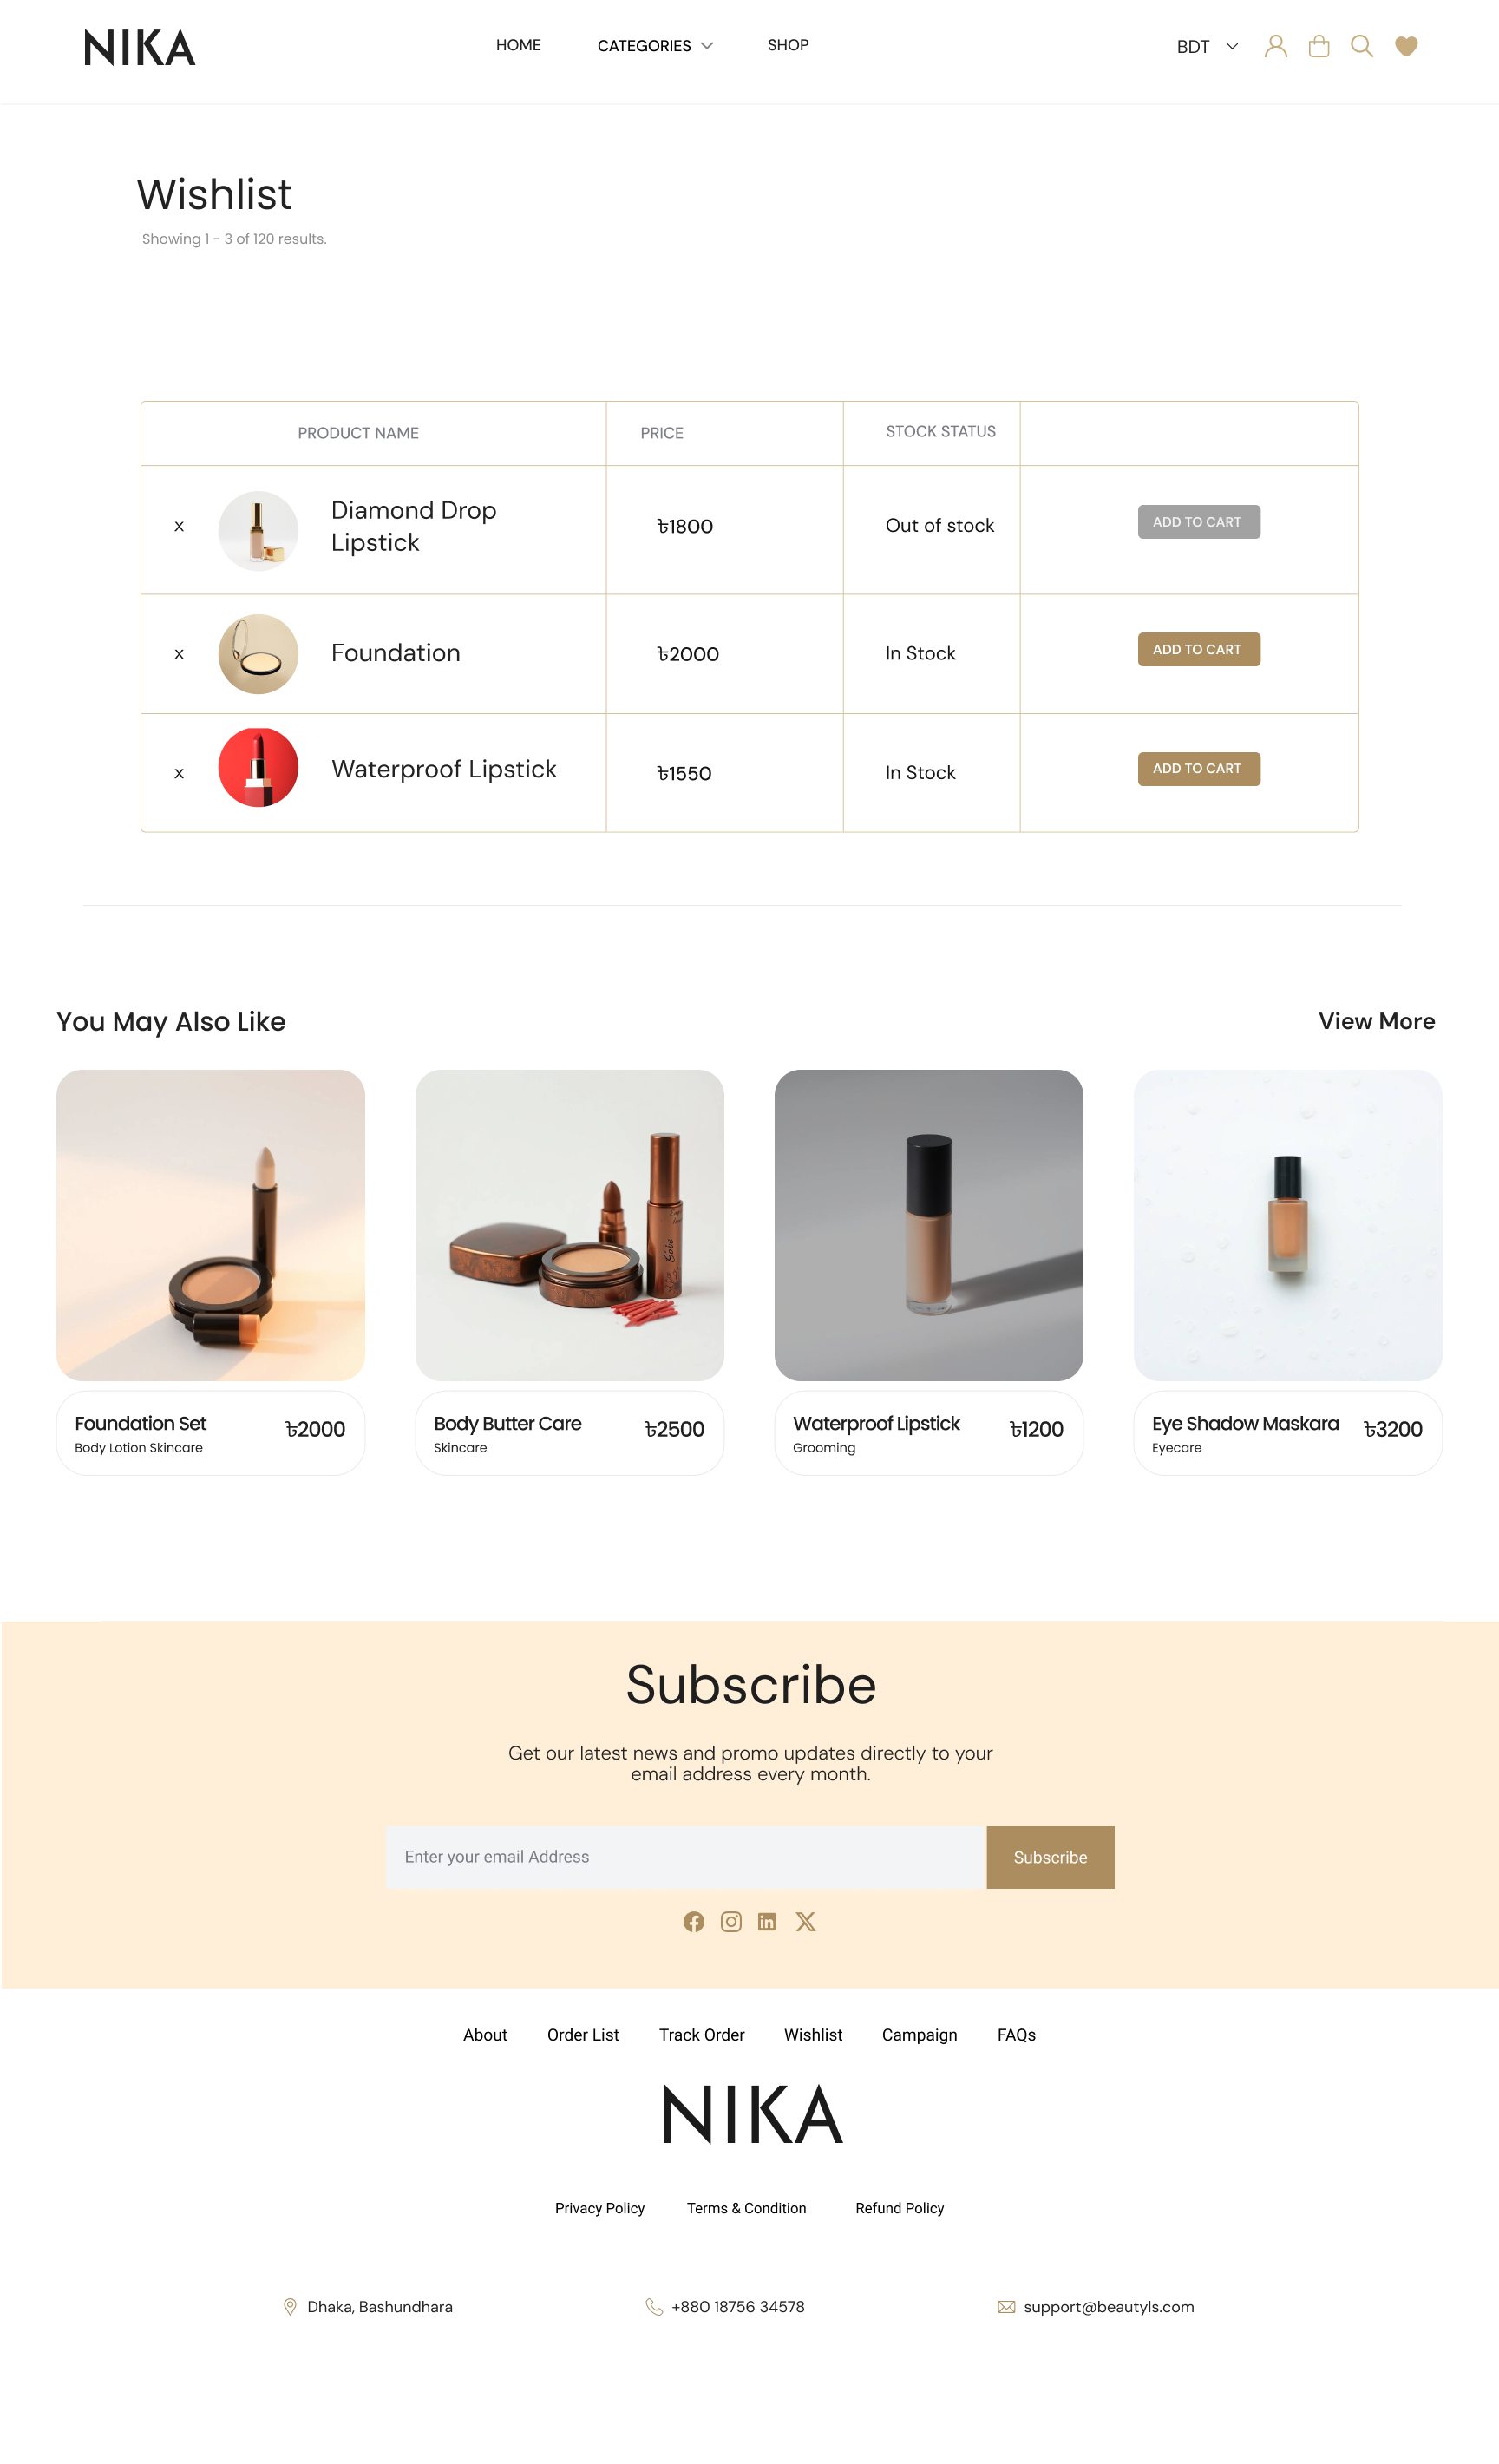 NIKA
HOME CATEGORIES SHOP
BDT
Wishlist
Showing 1 - 3 of 120 results.
PRODUCT NAME PRICE STOCK STATUS
x Diamond Drop
Lipstick ৳1800 Out of stock ADD TO CART
x Foundation ৳2000 In Stock ADD TO CART
x Waterproof Lipstick ৳1550 In Stock ADD TO CART
You May Also Like View More
Foundation Set ৳2000
Body Lotion Skincare
Body Butter Care ৳2500
Skincare
Waterproof Lipstick ৳1200
Grooming
Eye Shadow Maskara ৳3200
Eyecare
Subscribe
Get our latest news and promo updates directly to your
email address every month.
Enter your email Address Subscribe
About Order List Track Order Wishlist Campaign FAQs
NIKA
Privacy Policy Terms & Condition Refund Policy
Dhaka, Bashundhara +880 18756 34578 support@beautyls.com